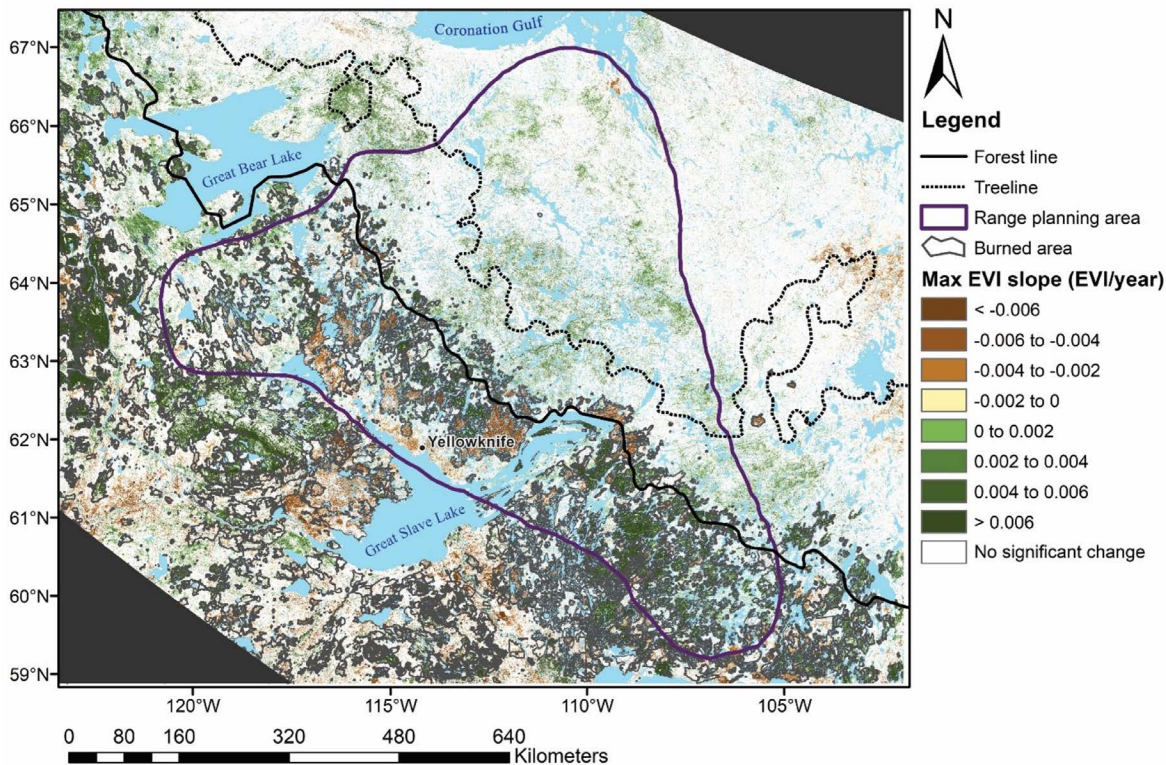 67°N
66°N
65°N
64°N
63°N
62°N
61°N
60°N
59°N
120°W
115°W
110°W
105°W
Coronation Gulf
Great Bear Lake
Yellowknife
Great Slave Lake
N
Legend
Forest line
Treeline
Range planning area
Burned area
Max EVI slope (EVI/year)
< -0.006
-0.006 to -0.004
-0.004 to -0.002
-0.002 to 0
0 to 0.002
0.002 to 0.004
0.004 to 0.006
> 0.006
No significant change
0 80 160 320 480 640
Kilometers